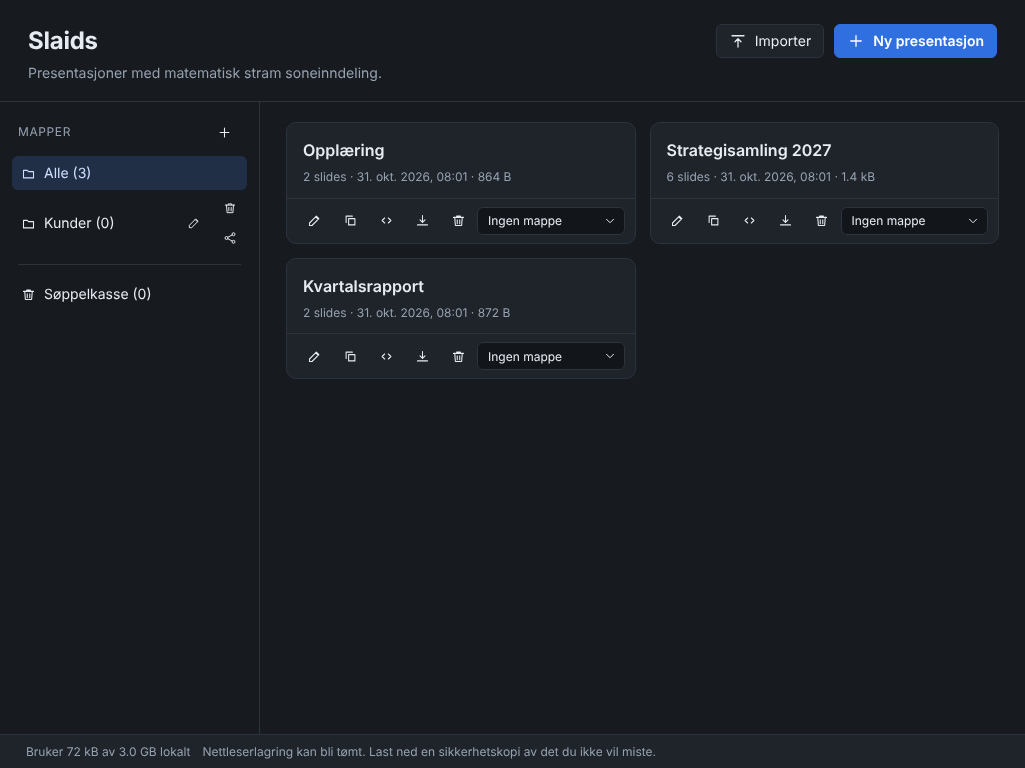 Slaids
Importer
Ny presentasjon
Presentasjoner med matematisk stram soneinndeling.
MAPPER
Alle (3)
Kunder (0)
Søppelkasse (0)
Opplæring
2 slides · 31. okt. 2026, 08:01 · 864 B
Ingen mappe
Strategisamling 2027
6 slides · 31. okt. 2026, 08:01 · 1.4 kB
Ingen mappe
Kvartalsrapport
2 slides · 31. okt. 2026, 08:01 · 872 B
Ingen mappe
Bruker 72 kB av 3.0 GB lokalt
Nettleserlagring kan bli tømt. Last ned en sikkerhetskopi av det du ikke vil miste.